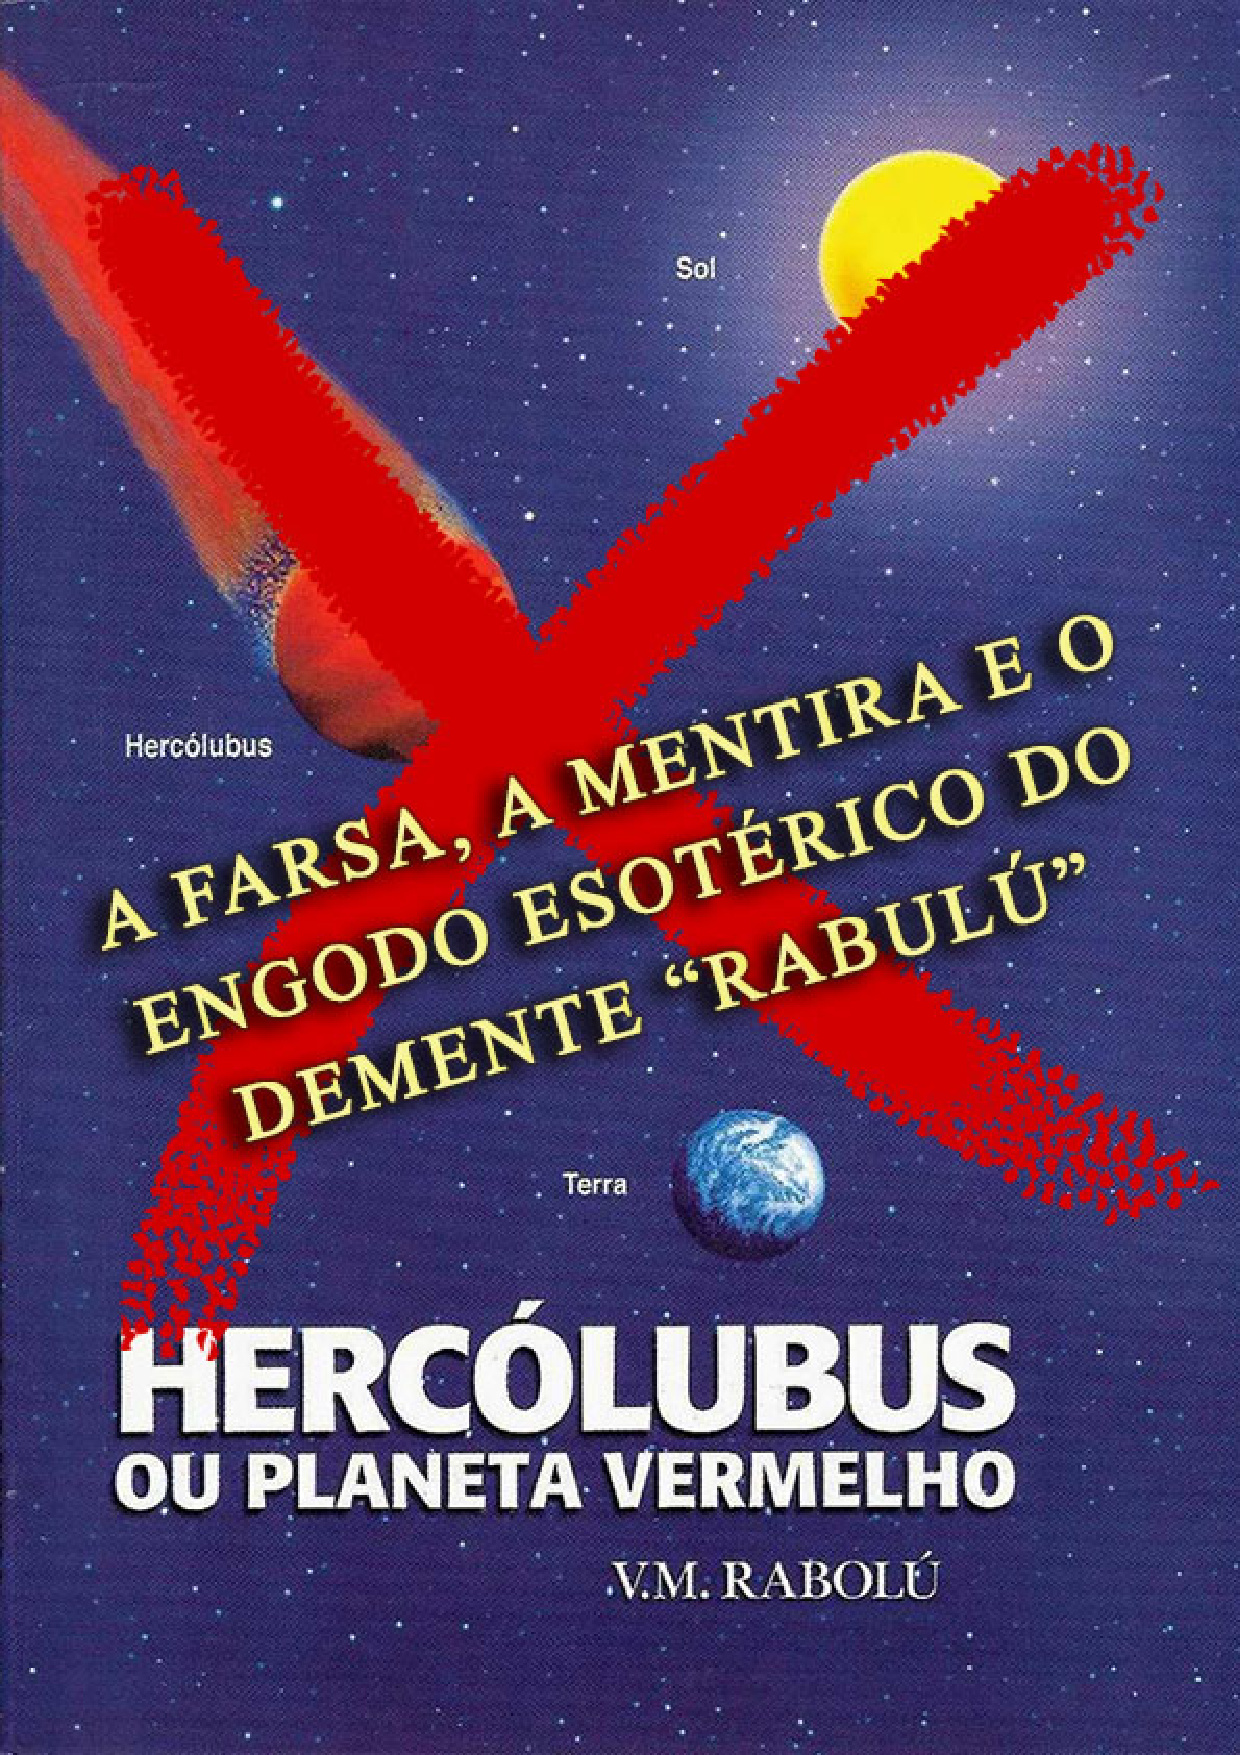 Sol
Hercólubus
A FARSA, A MENTIRA E O
ENGODO ESOTÉRICO DO
DEMENTE “RABULÚ”
Terra
HERCÓLUBUS
OU PLANETA VERMELHO
V.M. RABOLÚ